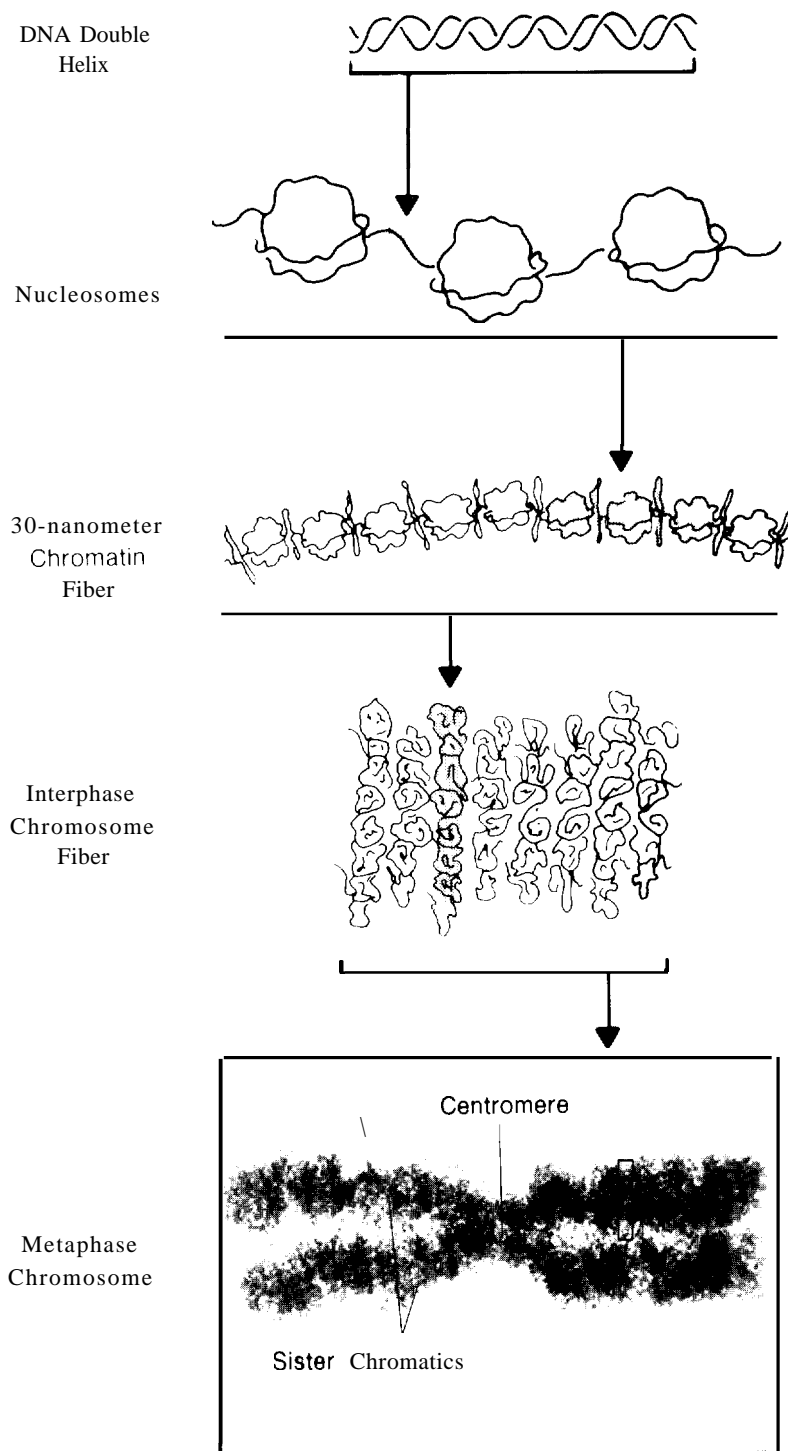 DNA Double
Helix
Nucleosomes
30-nanometer
Chromatin
Fiber
Interphase
Chromosome
Fiber
Centromere
Metaphase
Chromosome
Sister Chromatics